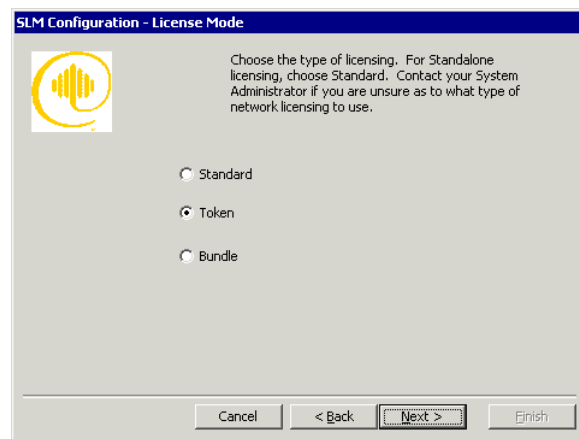 SLM Configuration - License Mode
Choose the type of licensing. For Standalone
licensing, choose Standard. Contact your System
Administrator if you are unsure as to what type of
network licensing to use.
Standard
Token
Bundle
Cancel
< Back
Next >
Finish